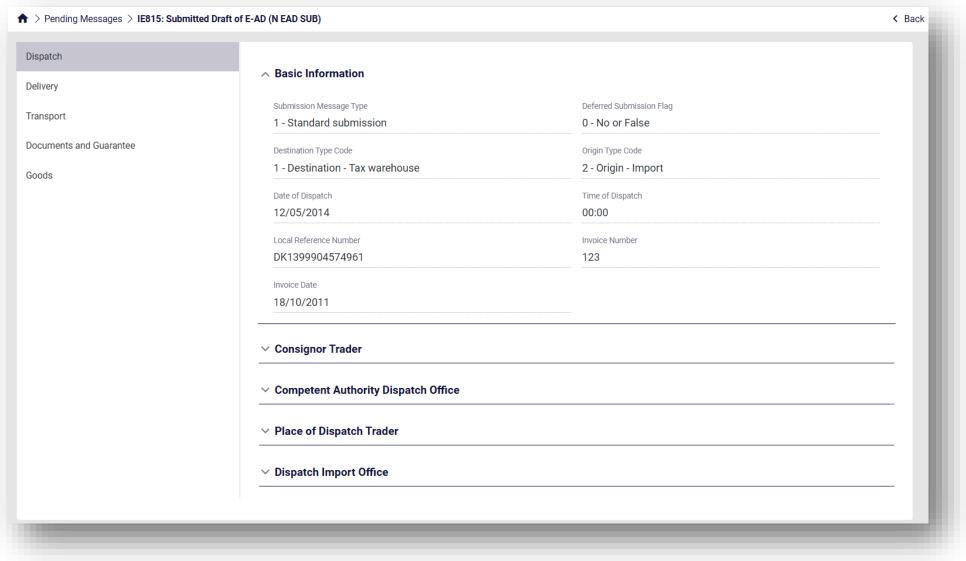 > Pending Messages > IE815: Submitted Draft of E-AD (N EAD SUB)
< Back
Dispatch
Delivery
Transport
Documents and Guarantee
Goods
Basic Information
Submission Message Type
Deferred Submission Flag
1 - Standard submission
0 - No or False
Destination Type Code
Origin Type Code
1 - Destination - Tax warehouse
2 - Origin - Import
Date of Dispatch
Time of Dispatch
12/05/2014
00:00
Local Reference Number
Invoice Number
DK1399904574961
123
Invoice Date
18/10/2011
Consignor Trader
Competent Authority Dispatch Office
Place of Dispatch Trader
Dispatch Import Office